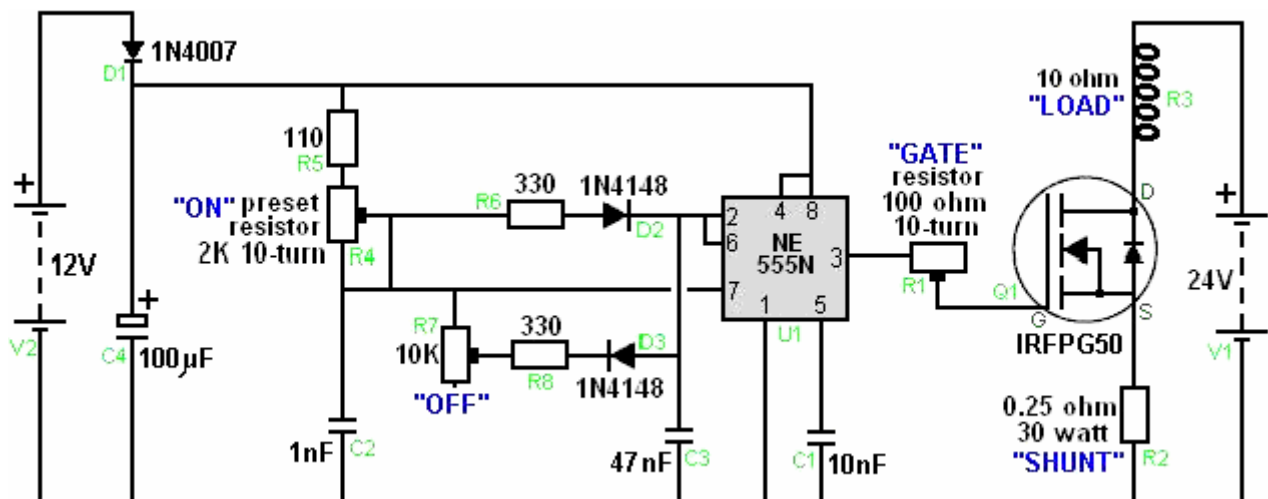 1N4007
D1
+
12V
V2
+
C4
100µF
110
R5
"ON" preset
resistor
2K 10-turn
R4
R6
330
1N4148
D2
R7
10K
"OFF"
330
R8
D3
1N4148
1nF
C2
47nF
C3
2
6
7
4
8
3
1
5
NE
555N
U1
C1
10nF
"GATE"
resistor
100 ohm
10-turn
R1
10 ohm
"LOAD"
R3
D
Q1
G
S
IRFPG50
0.25 ohm
30 watt
"SHUNT"
R2
+
24V
V1